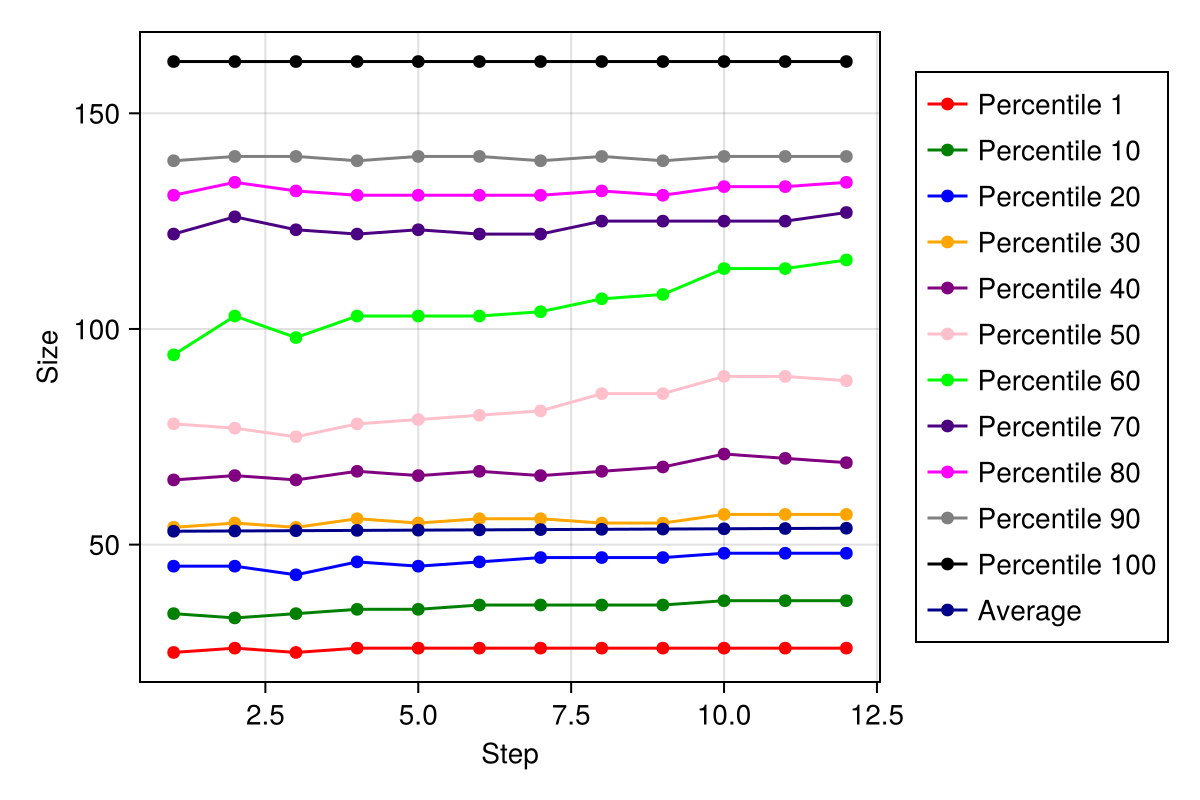 150
100
50
Size
2.5
5.0
7.5
10.0
12.5
Step
Percentile 1
Percentile 10
Percentile 20
Percentile 30
Percentile 40
Percentile 50
Percentile 60
Percentile 70
Percentile 80
Percentile 90
Percentile 100
Average